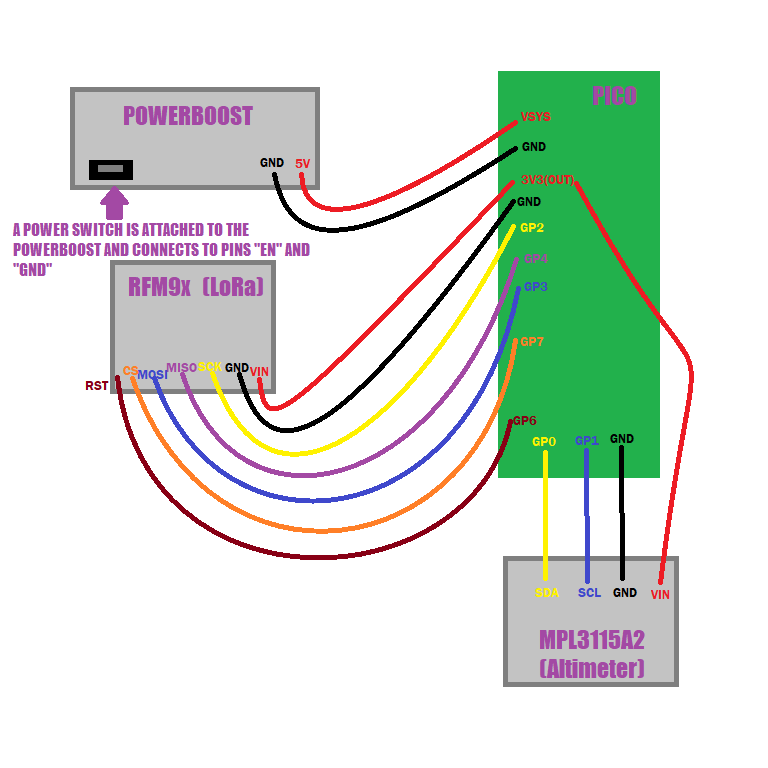 PICO
POWERBOOST
VSYS
GND
GND 5V
3V3(OUT)
GND
A POWER SWITCH IS ATTACHED TO THE
POWERBOOST AND CONNECTS TO PINS "EN" AND
"GND"
GP2
GP4
RFM9x (LoRa)
GP3
GP7
RST CS MOSI MISO SCK GND VIN
GP6
GP0 GP1 GND
SDA SCL GND VIN
MPL3115A2
(Altimeter)